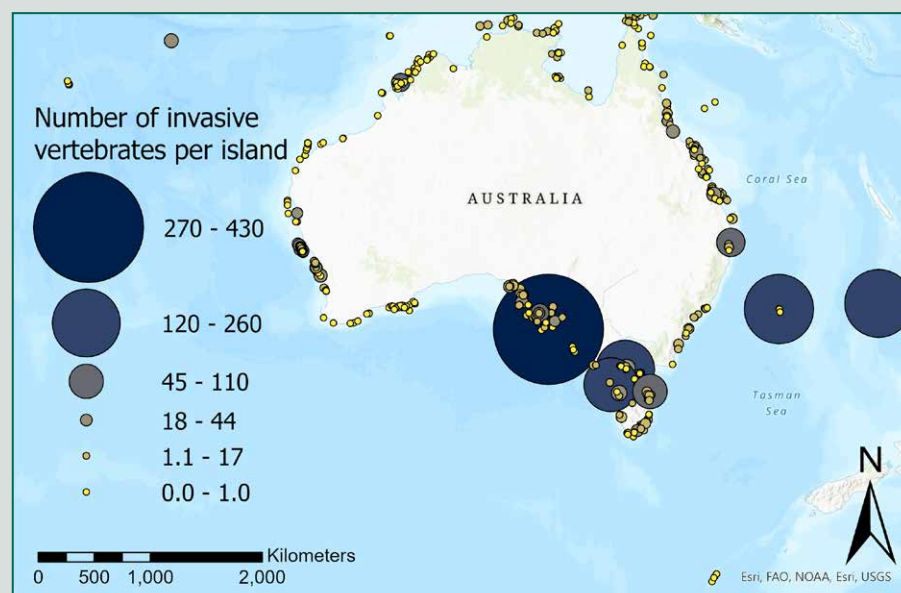 Number of invasive
vertebrates per island
270 - 430
120 - 260
45 - 110
18 - 44
1.1 - 17
0.0 - 1.0
AUSTRALIA
Coral Sea
Tasman
Sea
N
Kilometers
0 500 1,000 2,000
Esri, FAO, NOAA, Esri, USGS